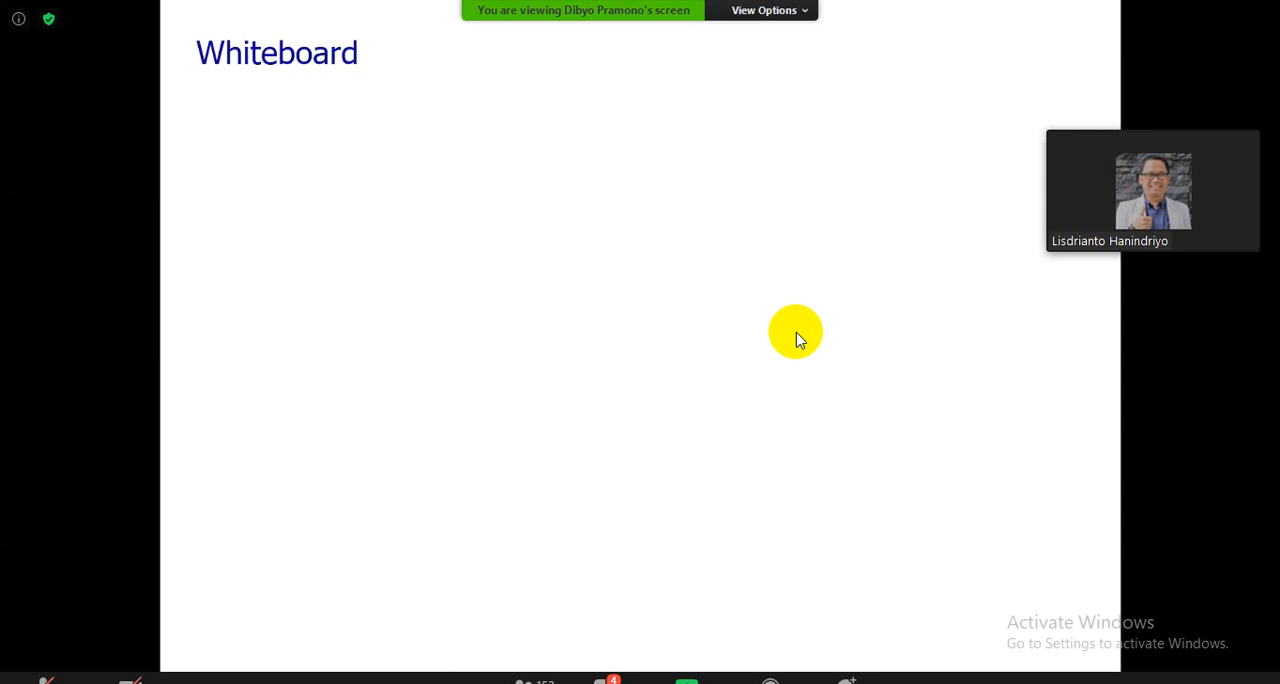 You are viewing Dibyo Pramono's screen
View Options
Whiteboard
Lisdrianto Hanindriyo
Activate Windows
Go to Settings to activate Windows.
4